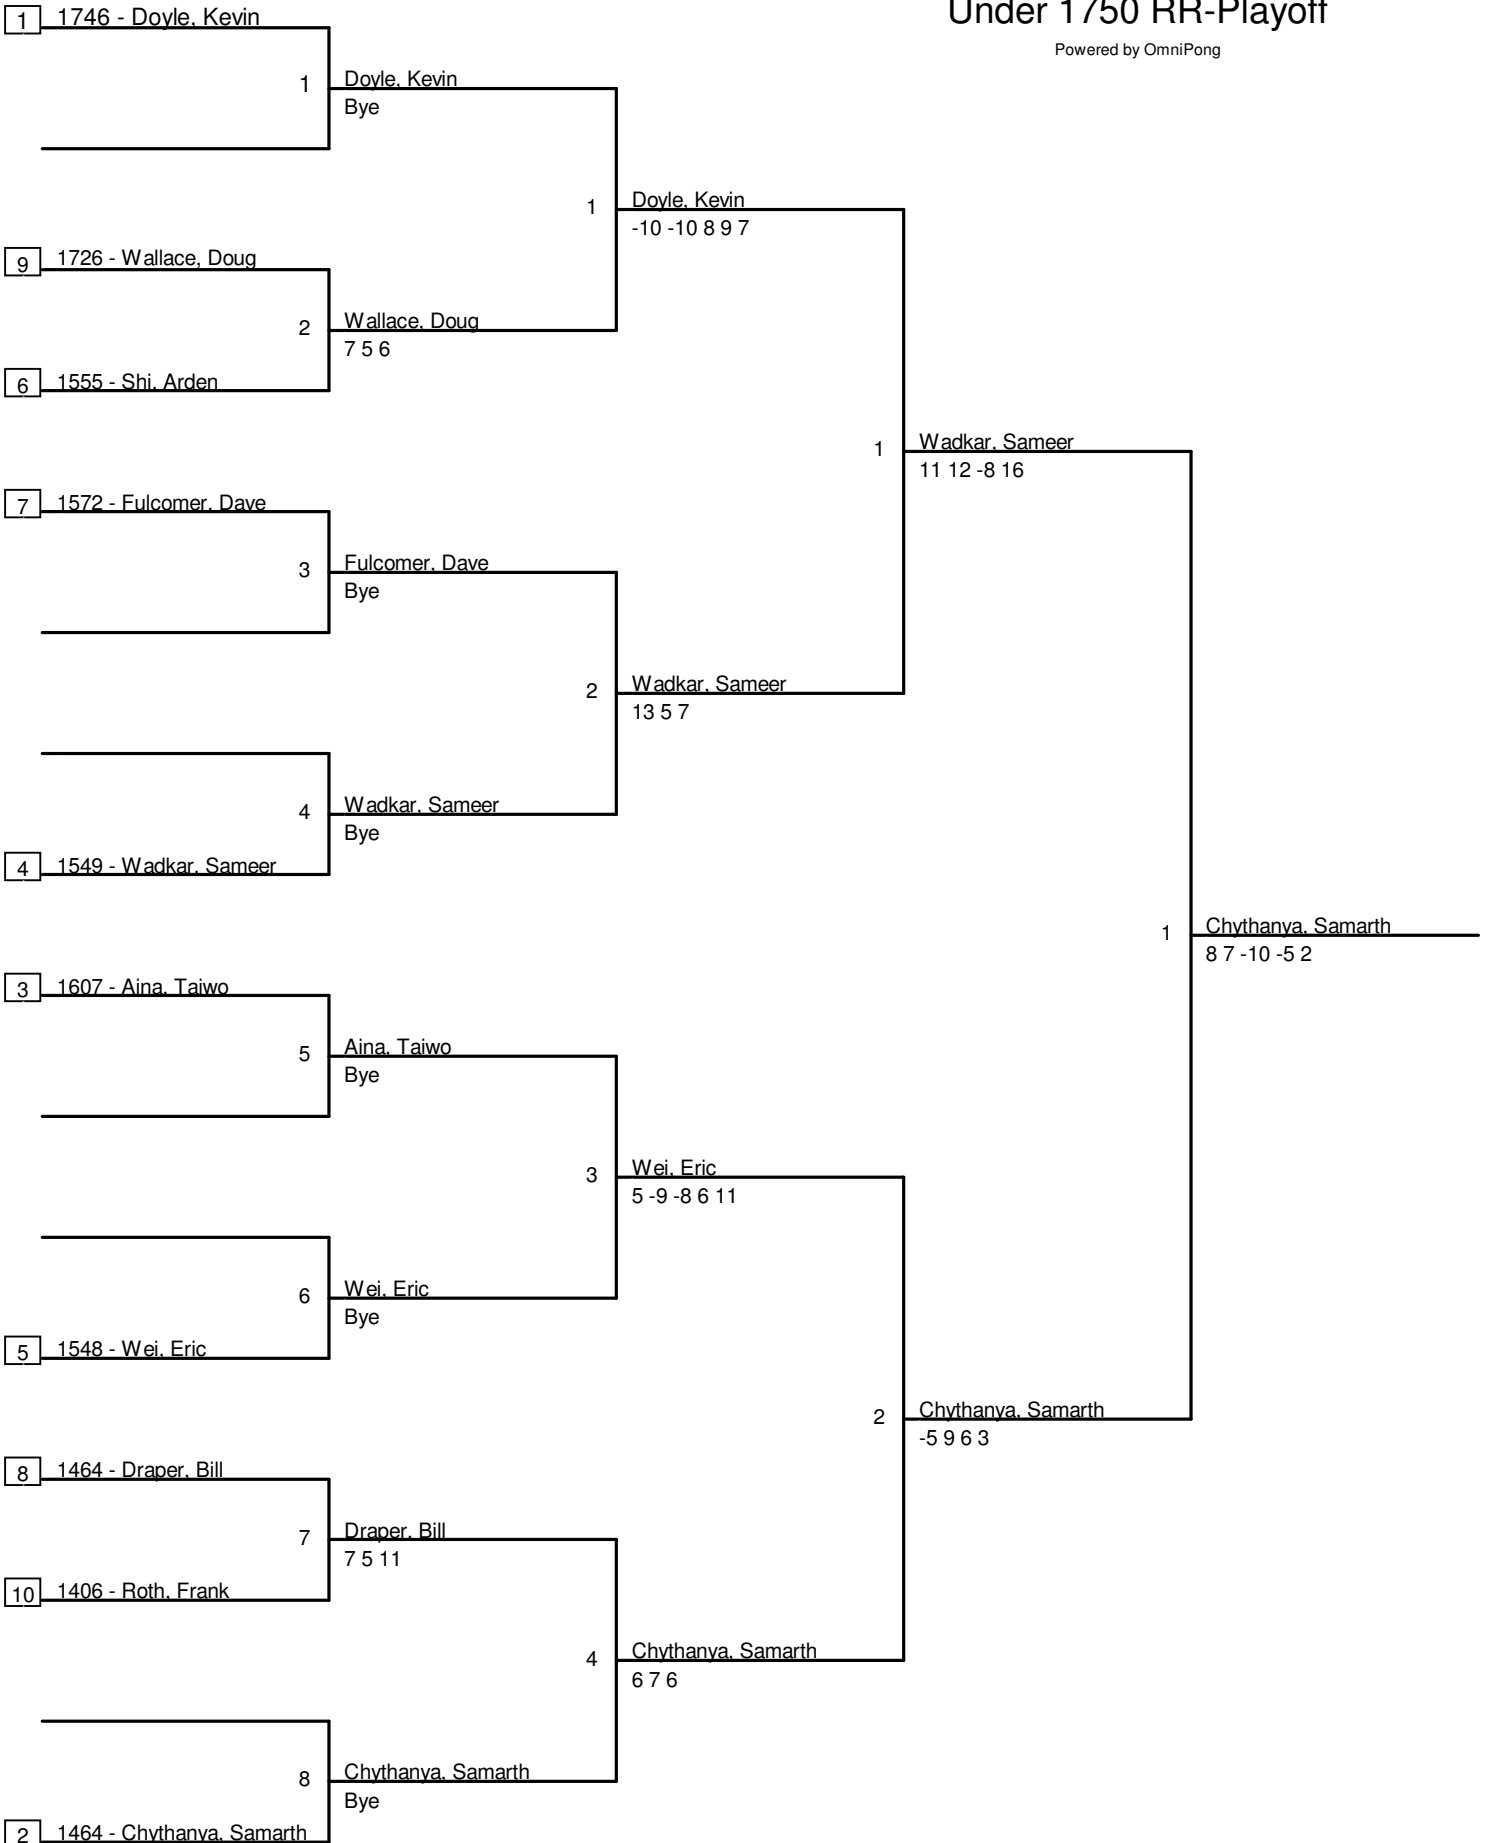 Under 1750 RR-Playoff
Powered by OmniPong
1 1746 - Doyle, Kevin
1 Doyle, Kevin
Bye
1 Doyle, Kevin
-10 -10 8 9 7
9 1726 - Wallace, Doug
2 Wallace, Doug
7 5 6
6 1555 - Shi, Arden
1 Wadkar, Sameer
11 12 -8 16
7 1572 - Fulcomer, Dave
3 Fulcomer, Dave
Bye
2 Wadkar, Sameer
13 5 7
4 Wadkar, Sameer
Bye
4 1549 - Wadkar, Sameer
1 Chythanya, Samarth
8 7 -10 -5 2
3 1607 - Aina, Taiwo
5 Aina, Taiwo
Bye
3 Wei, Eric
5 -9 -8 6 11
6 Wei, Eric
Bye
5 1548 - Wei, Eric
2 Chythanya, Samarth
-5 9 6 3
8 1464 - Draper, Bill
7 Draper, Bill
7 5 11
10 1406 - Roth, Frank
4 Chythanya, Samarth
6 7 6
8 Chythanya, Samarth
Bye
2 1464 - Chythanya, Samarth